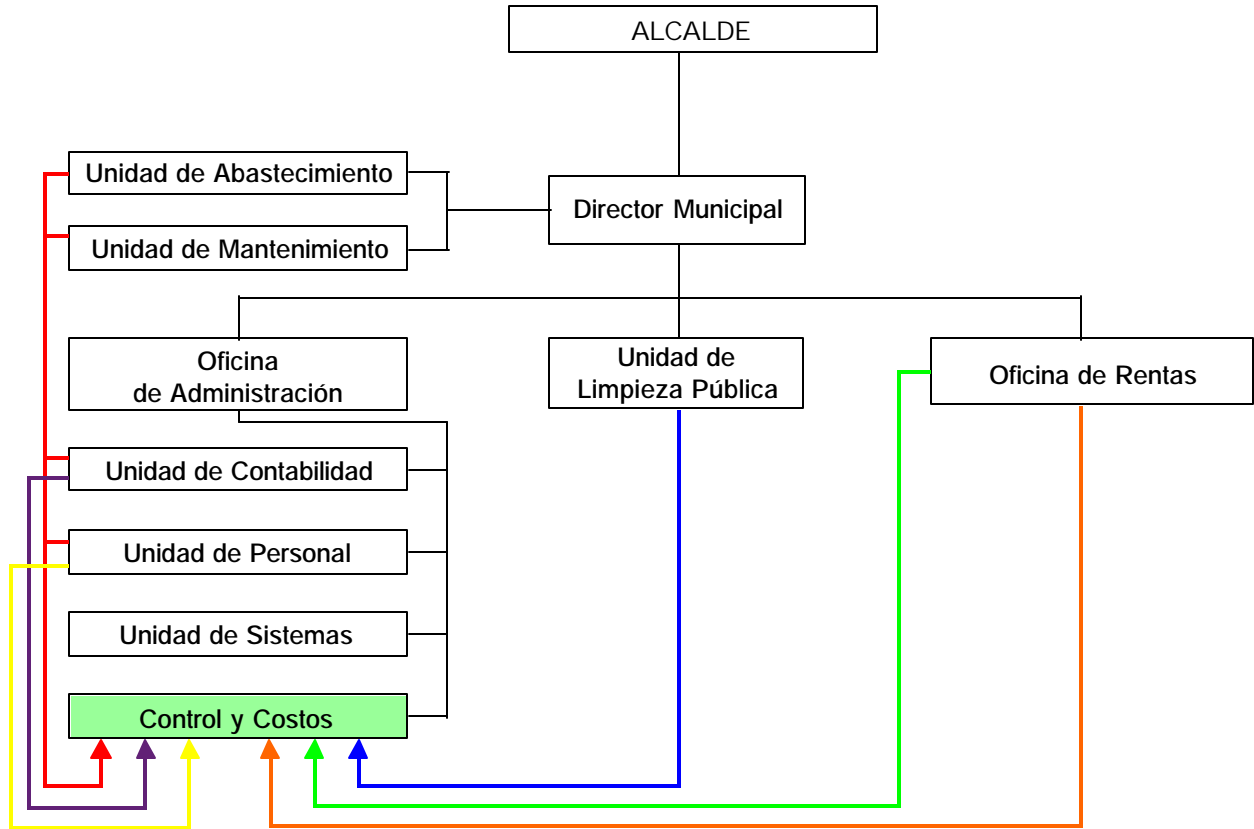 ALCALDE
Unidad de Abastecimiento
Director Municipal
Unidad de Mantenimiento
Oficina
de Administración
Unidad de
Limpieza Pública
Oficina de Rentas
Unidad de Contabilidad
Unidad de Personal
Unidad de Sistemas
Control y Costos